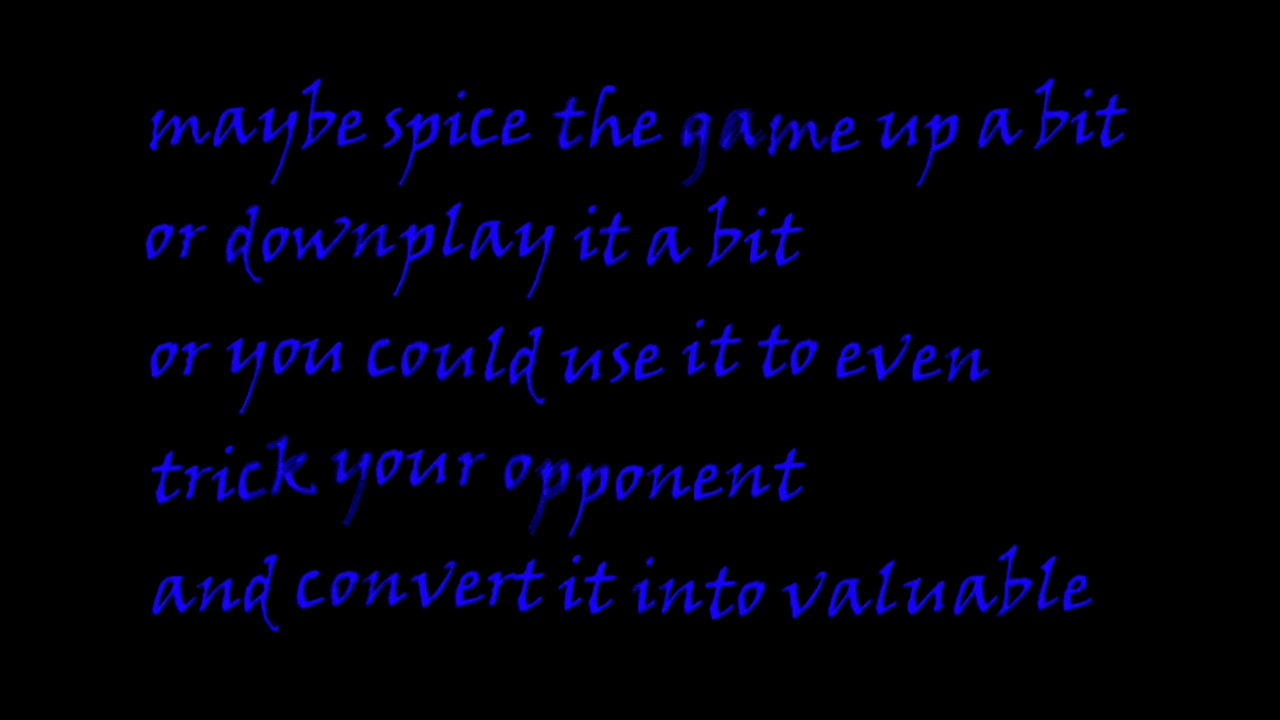 maybe spice the game up a bit
or downplay it a bit
or you could use it to even
trick your opponent
and convert it into valuable